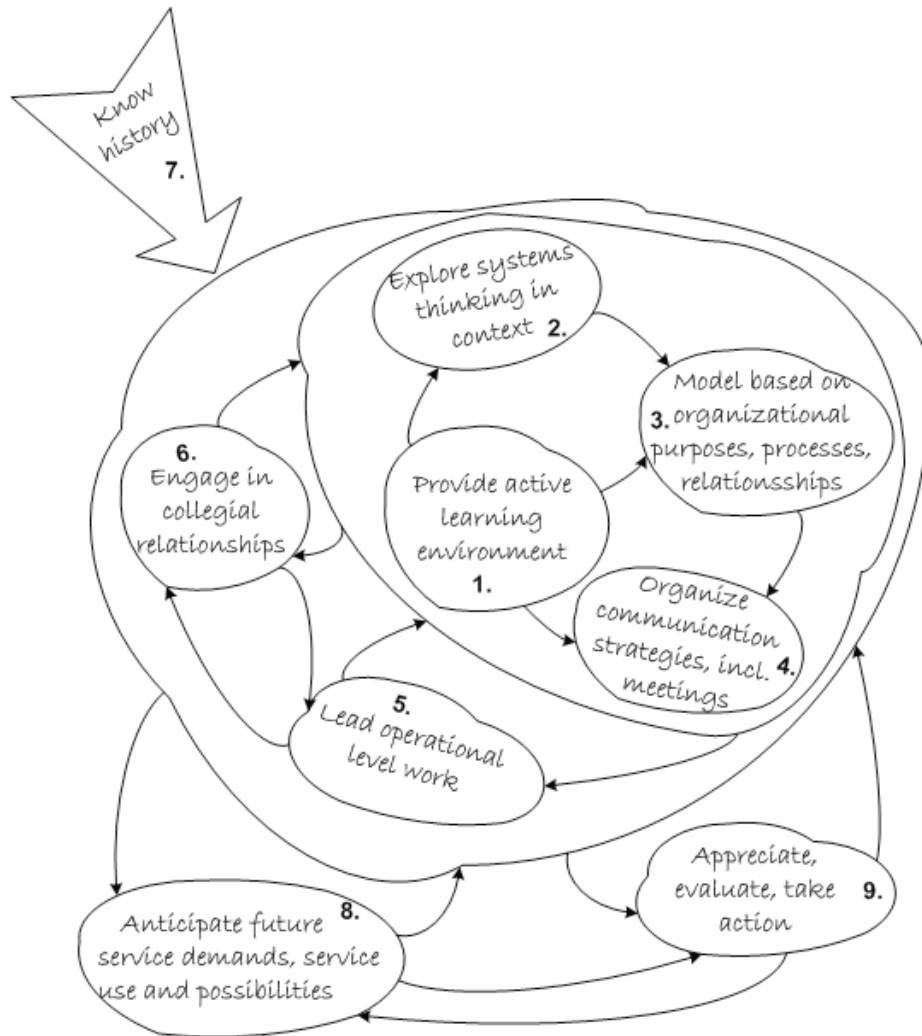 Know
history
7.
Explore systems
thinking in
context 2.
Model based on
3. organizational
purposes, processes,
relationsships
6.
Engage in
collegial
relationships
Provide active
learning
environment
1.
Organize
communication
strategies, incl. 4.
meetings
5.
Lead operational
level work
Appreciate,
evaluate, take 9.
action
8.
Anticipate future
service demands, service
use and possibilities